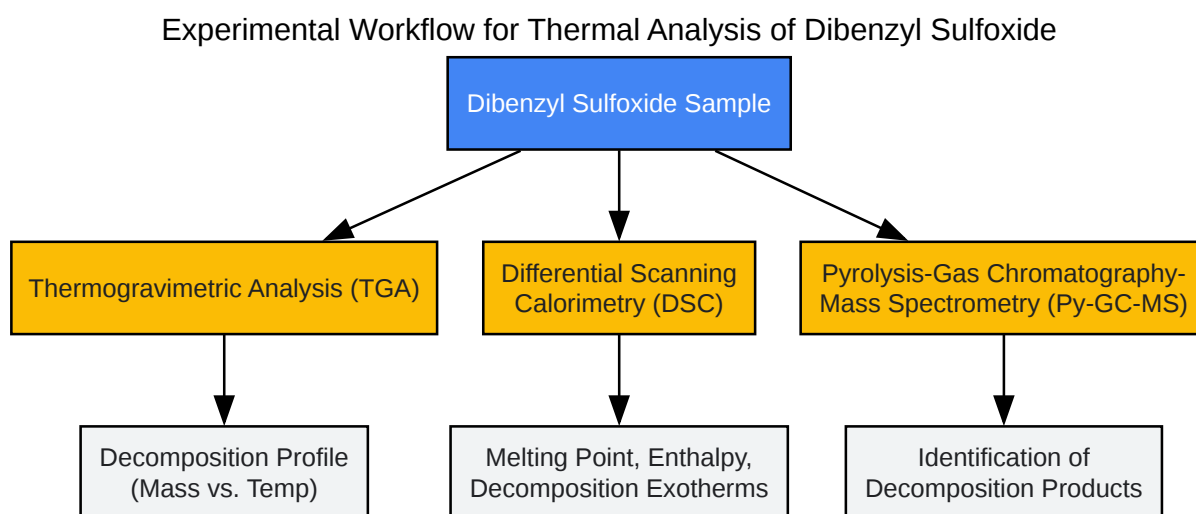 Experimental Workflow for Thermal Analysis of Dibenzyl Sulfoxide
Dibenzyl Sulfoxide Sample
Thermogravimetric Analysis (TGA)
Differential Scanning
Calorimetry (DSC)
Pyrolysis-Gas Chromatography-
Mass Spectrometry (Py-GC-MS)
Decomposition Profile
(Mass vs. Temp)
Melting Point, Enthalpy,
Decomposition Exotherms
Identification of
Decomposition Products